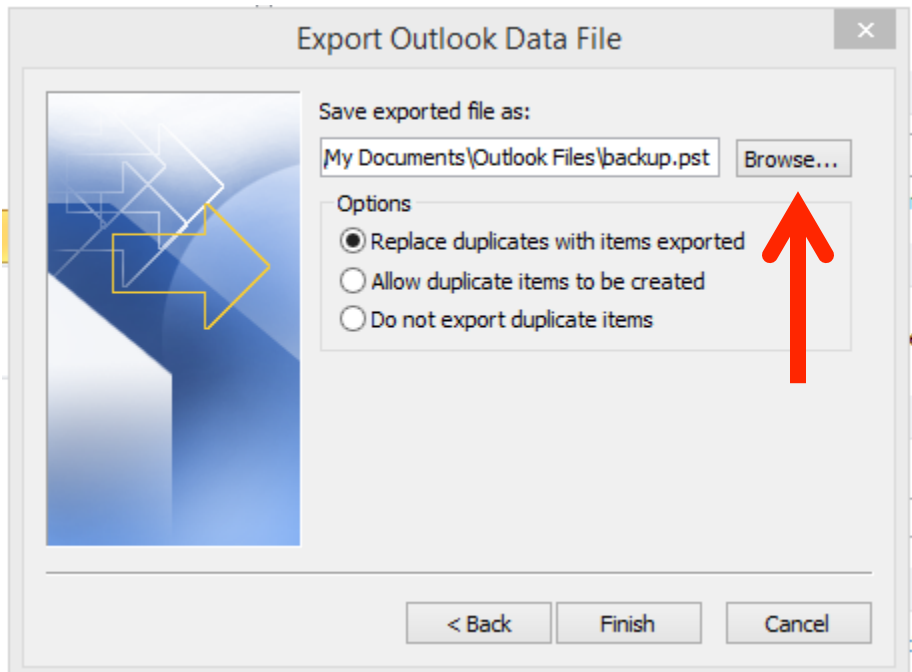 Export Outlook Data File
Save exported file as:
My Documents\Outlook Files\backup.pst
Browse...
Options
Replace duplicates with items exported
Allow duplicate items to be created
Do not export duplicate items
< Back
Finish
Cancel